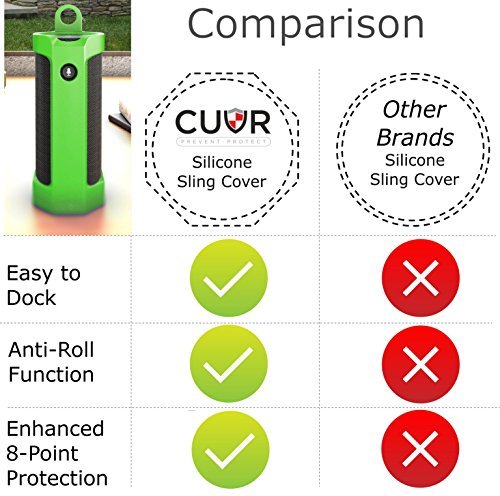 Comparison
CUVR
PREVENT PROTECT
Silicone
Sling Cover
Other
Brands
Silicone
Sling Cover
Easy to
Dock
Anti-Roll
Function
Enhanced
8-Point
Protection